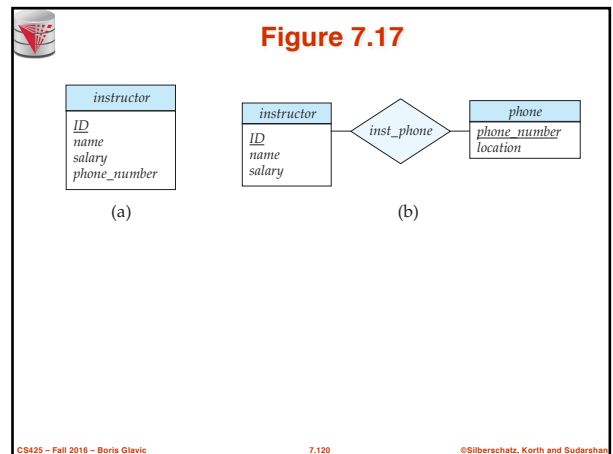 Figure 7.17
instructor
ID
name
salary
phone_number
(a)
instructor
ID
name
salary
inst_phone
phone
phone_number
location
(b)
CS425 – Fall 2016 – Boris Glavic
7.120
©Silberschatz, Korth and Sudarshan